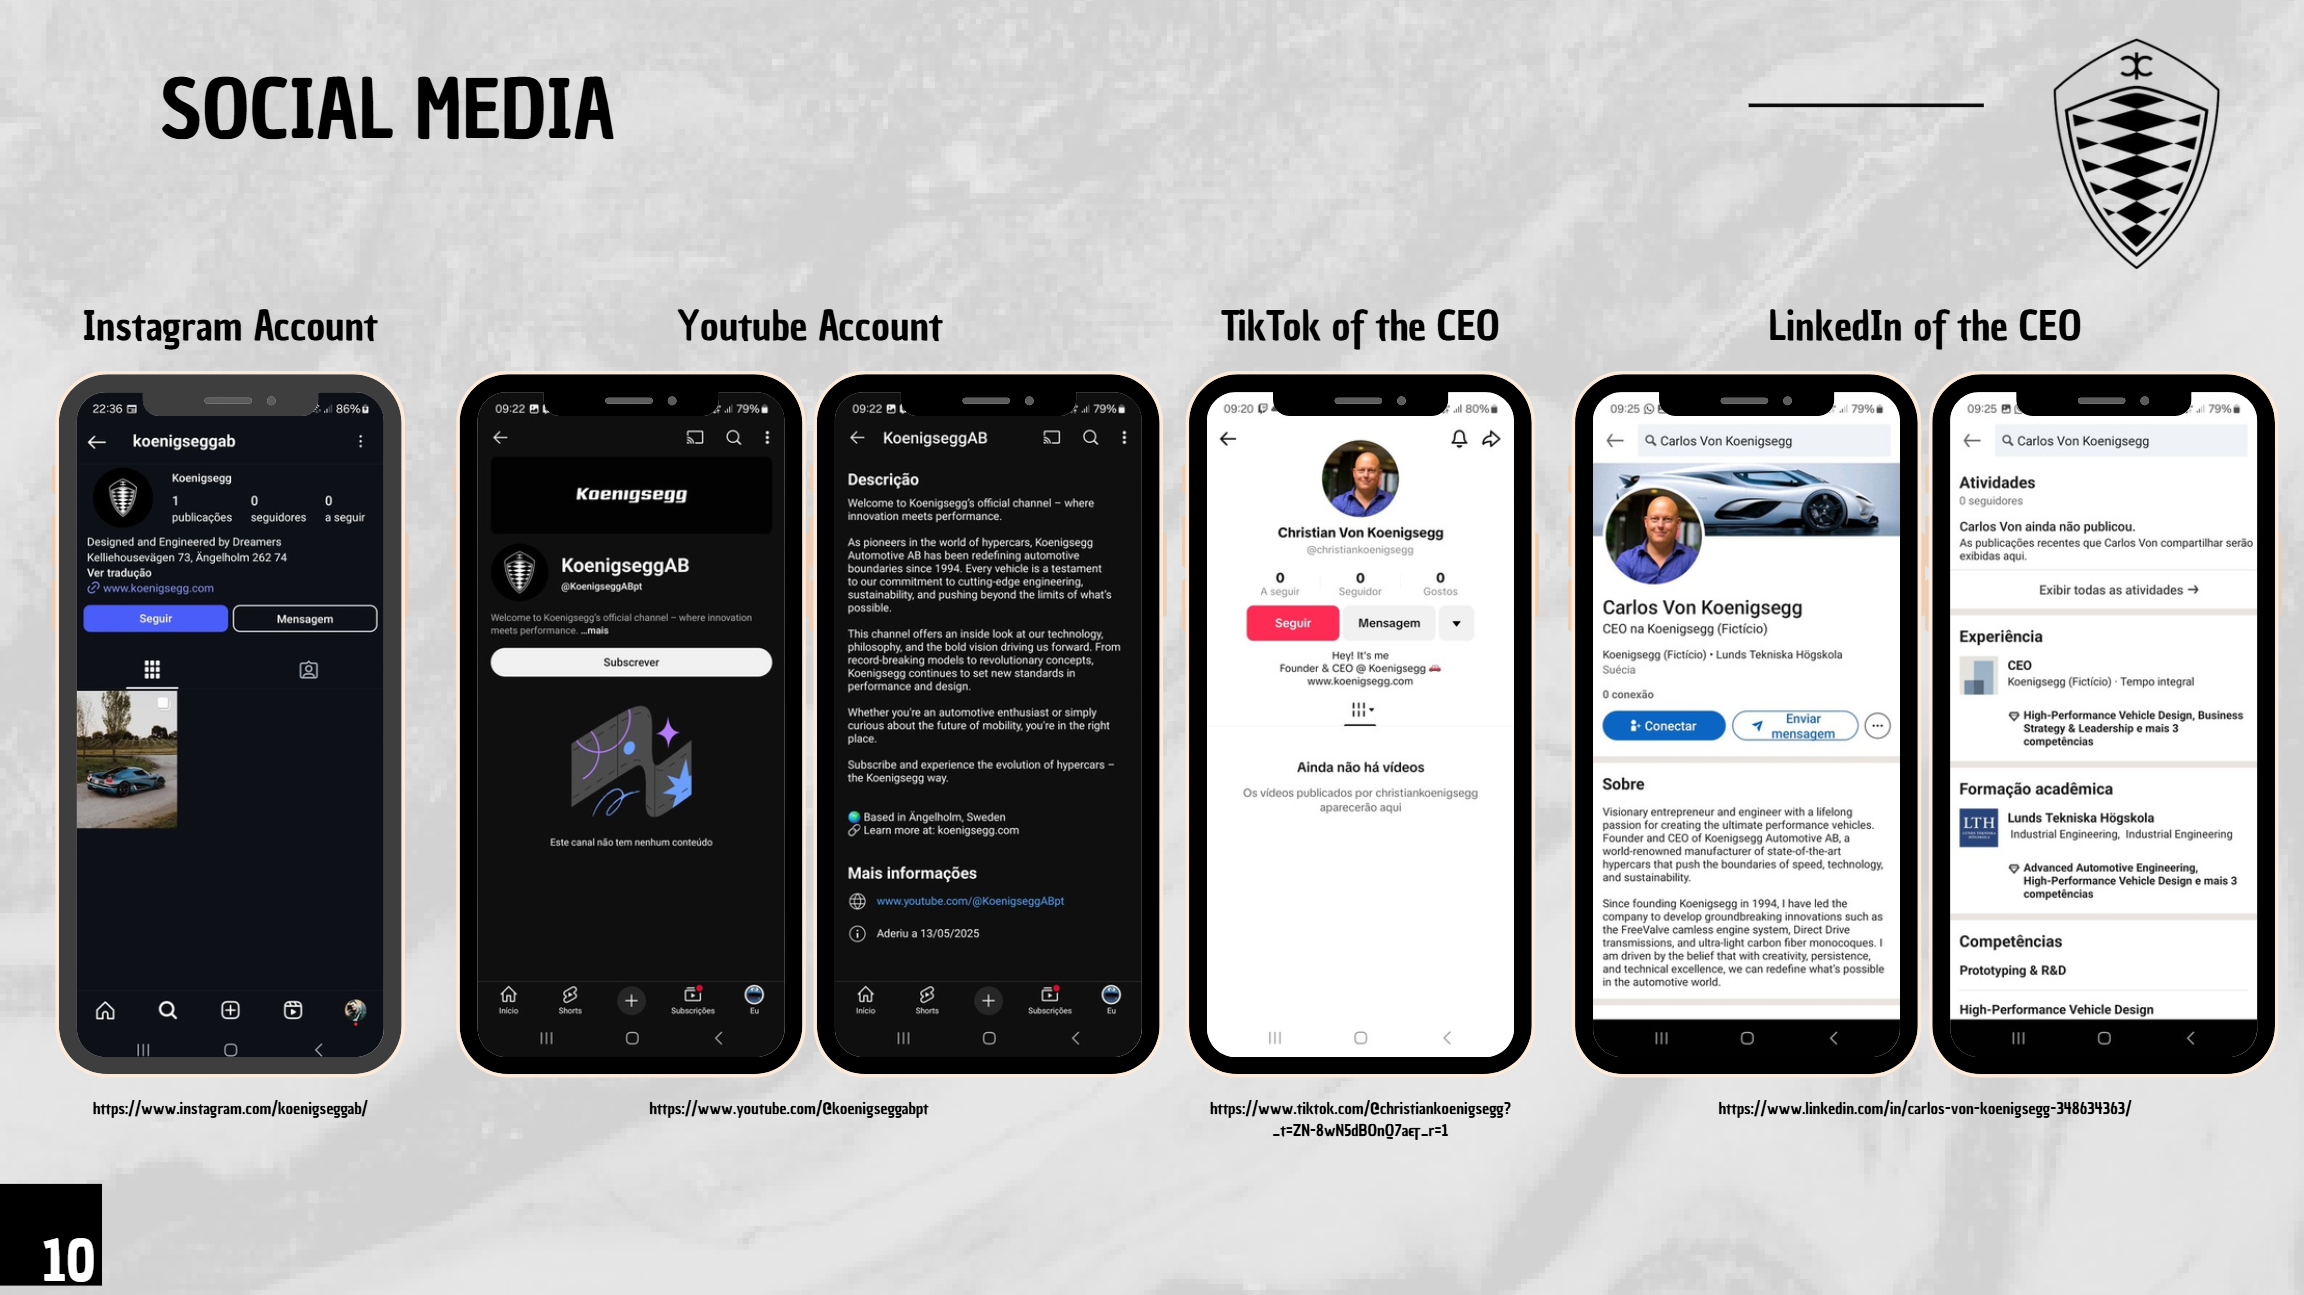 SOCIAL MEDIA
Instagram Account
22:36
86%
koenigseggab
Koenigsegg
1 0 0
publicações seguidores a seguir
Designed and Engineered by Dreamers
Kelliehousevägen 73, Ängelholm 262 74
Ver tradução
www.koenigsegg.com
Seguir
Mensagem
https://www.instagram.com/koenigseggab/
Youtube Account
09:22
79%
Koenigsegg
KoenigseggAB
@KoenigseggABpt
Welcome to Koenigsegg's official channel – where innovation
meets performance. ...mais
Subscrever
Este canal não tem nenhum conteúdo
Início Shorts Subscrições Eu
09:22
79%
KoenigseggAB
Descrição
Welcome to Koenigsegg's official channel – where
innovation meets performance.
As pioneers in the world of hypercars, Koenigsegg
Automotive AB has been redefining automotive
boundaries since 1994. Every vehicle is a testament
to our commitment to cutting-edge engineering,
sustainability, and pushing beyond the limits of what's
possible.
This channel offers an inside look at our technology,
philosophy, and the bold vision driving us forward. From
record-breaking models to revolutionary concepts,
Koenigsegg continues to set new standards in
performance and design.
Whether you're an automotive enthusiast or simply
curious about the future of mobility, you're in the right
place.
Subscribe and experience the evolution of hypercars –
the Koenigsegg way.
Based in Ängelholm, Sweden
Learn more at: koenigsegg.com
Mais informações
www.youtube.com/@KoenigseggABpt
Aderiu a 13/05/2025
Início Shorts Subscrições Eu
https://www.youtube.com/@koenigseggabpt
TikTok of the CEO
09:20
80%
Christian Von Koenigsegg
@christiankoenigsegg
0 0 0
A seguir Seguidor Gostos
Seguir
Mensagem
Hey! It's me
Founder & CEO @ Koenigsegg 🚗
www.koenigsegg.com
Ainda não há vídeos
Os vídeos publicados por christiankoenigsegg
aparecerão aqui
https://www.tiktok.com/@christiankoenigsegg?
_t=ZN-8wN5dBOnQ7ae_r=1
LinkedIn of the CEO
09:25
79%
Carlos Von Koenigsegg
Carlos Von Koenigsegg
CEO na Koenigsegg (Fictício)
Koenigsegg (Fictício) • Lunds Tekniska Högskola
Suécia
0 conexão
Conectar
Enviar
mensagem
Sobre
Visionary entrepreneur and engineer with a lifelong
passion for creating the ultimate performance vehicles.
Founder and CEO of Koenigsegg Automotive AB, a
world-renowned manufacturer of state-of-the-art
hypercars that push the boundaries of speed, technology,
and sustainability.
Since founding Koenigsegg in 1994, I have led the
company to develop groundbreaking innovations such as
the FreeValve camless engine system, Direct Drive
transmissions, and ultra-light carbon fiber monocoques. I
am driven by the belief that with creativity, persistence,
and technical excellence, we can redefine what's possible
in the automotive world.
09:25
79%
Carlos Von Koenigsegg
Atividades
0 seguidores
Carlos Von ainda não publicou.
As publicações recentes que Carlos Von compartilhar serão
exibidas aqui.
Exibir todas as atividades →
Experiência
CEO
Koenigsegg (Fictício) · Tempo integral
High-Performance Vehicle Design, Business
Strategy & Leadership e mais 3
competências
Formação acadêmica
LTH
Lunds Tekniska Högskola
Industrial Engineering, Industrial Engineering
Advanced Automotive Engineering,
High-Performance Vehicle Design e mais 3
competências
Competências
Prototyping & R&D
High-Performance Vehicle Design
https://www.linkedin.com/in/carlos-von-koenigsegg-348634363/
10